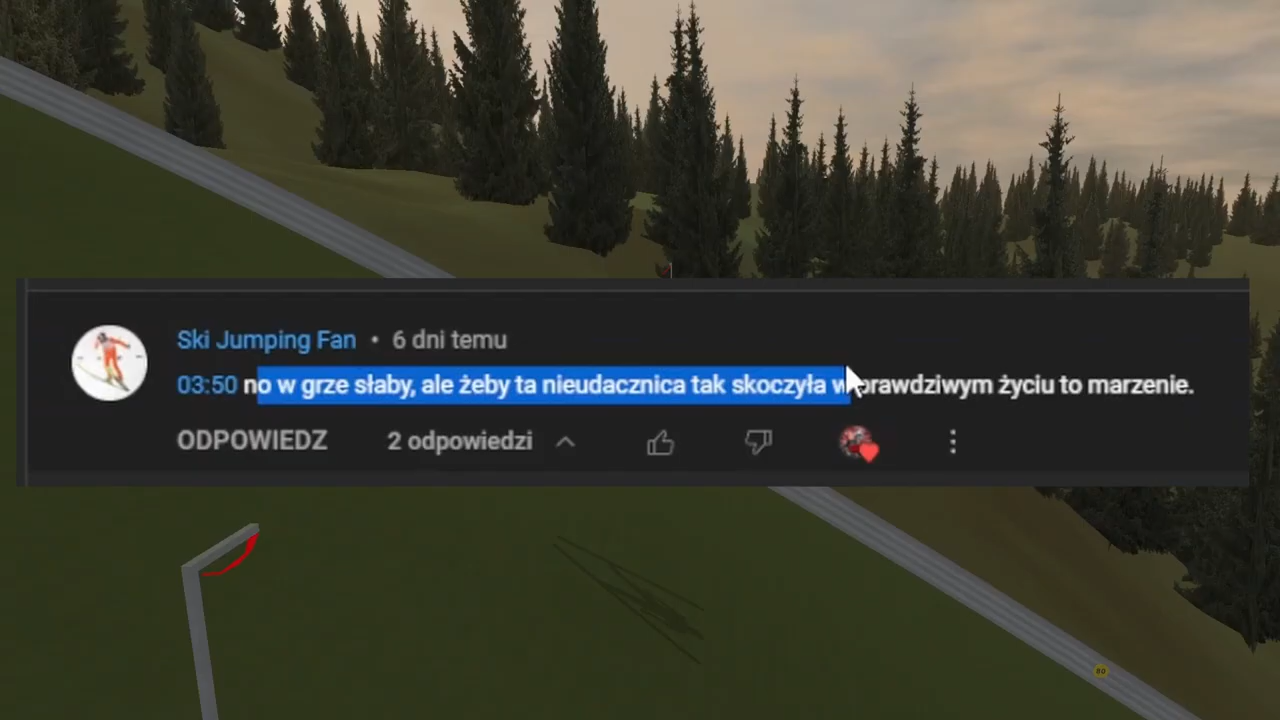 Ski Jumping Fan • 6 dni temu
03:50 no w grze słaby, ale żeby ta nieudacznica tak skoczyła w prawdziwym życiu to marzenie.
ODPOWIEDZ 2 odpowiedzi
80